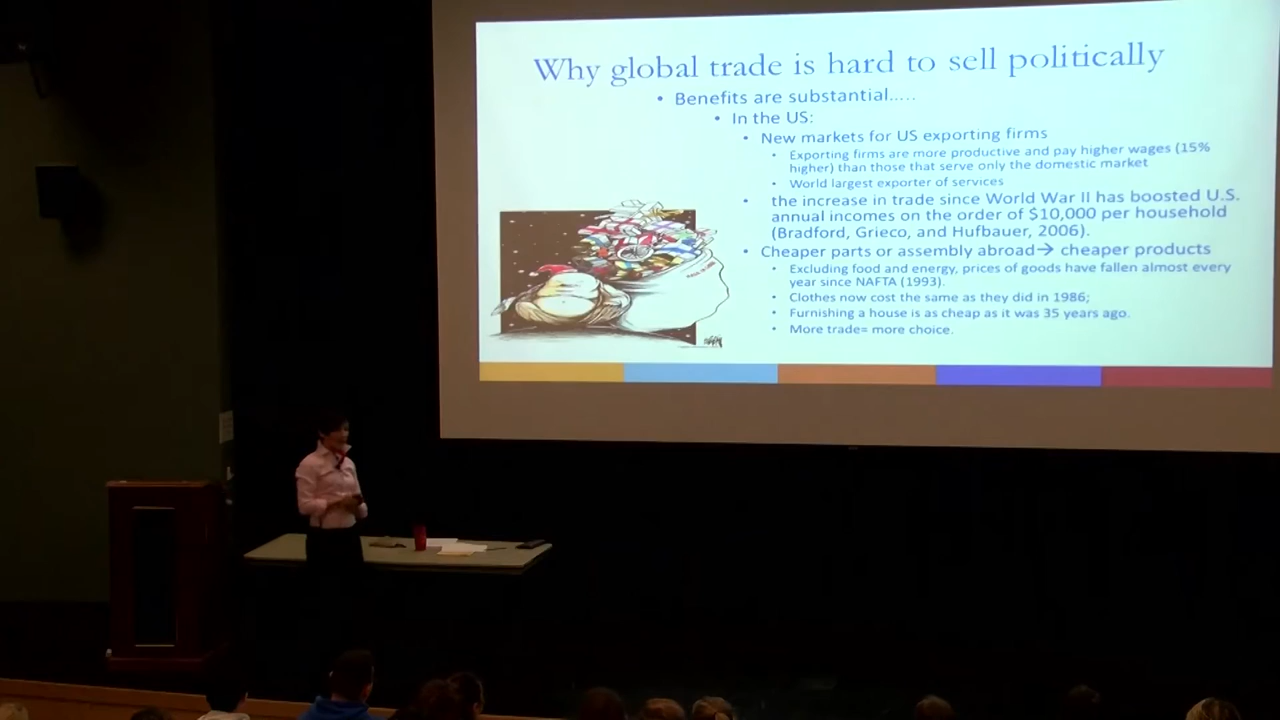 Why global trade is hard to sell politically
• Benefits are substantial.....
• In the US:
• New markets for US exporting firms
• Exporting firms are more productive and pay higher wages (15%
higher) than those that serve only the domestic market
• World largest exporter of services
• the increase in trade since World War II has boosted U.S.
annual incomes on the order of $10,000 per household
(Bradford, Grieco, and Hufbauer, 2006).
• Cheaper parts or assembly abroad→ cheaper products
• Excluding food and energy, prices of goods have fallen almost every
year since NAFTA (1993).
• Clothes now cost the same as they did in 1986;
• Furnishing a house is as cheap as it was 35 years ago.
• More trade= more choice.